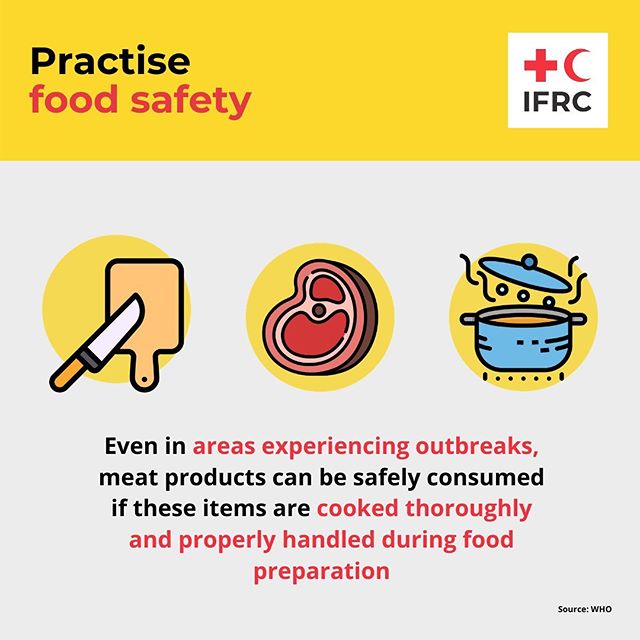 Practise
food safety
IFRC
Even in areas experiencing outbreaks,
meat products can be safely consumed
if these items are cooked thoroughly
and properly handled during food
preparation
Source: WHO